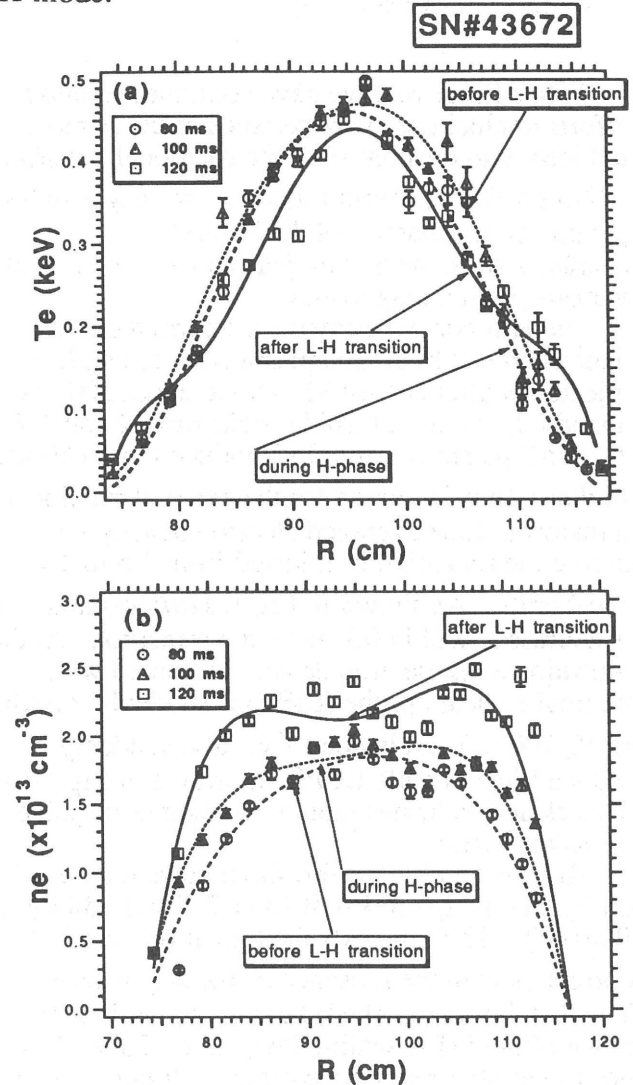 H-mode.
SN#43672
(a)
80 ms
100 ms
120 ms
before L-H transition
after L-H transition
during H-phase
Te (keV)
0.5
0.4
0.3
0.2
0.1
0.0
80 90 100 110
R (cm)
(b)
80 ms
100 ms
120 ms
after L-H transition
during H-phase
before L-H transition
ne (x10¹³ cm⁻³)
3.0
2.5
2.0
1.5
1.0
0.5
0.0
70 80 90 100 110 120
R (cm)